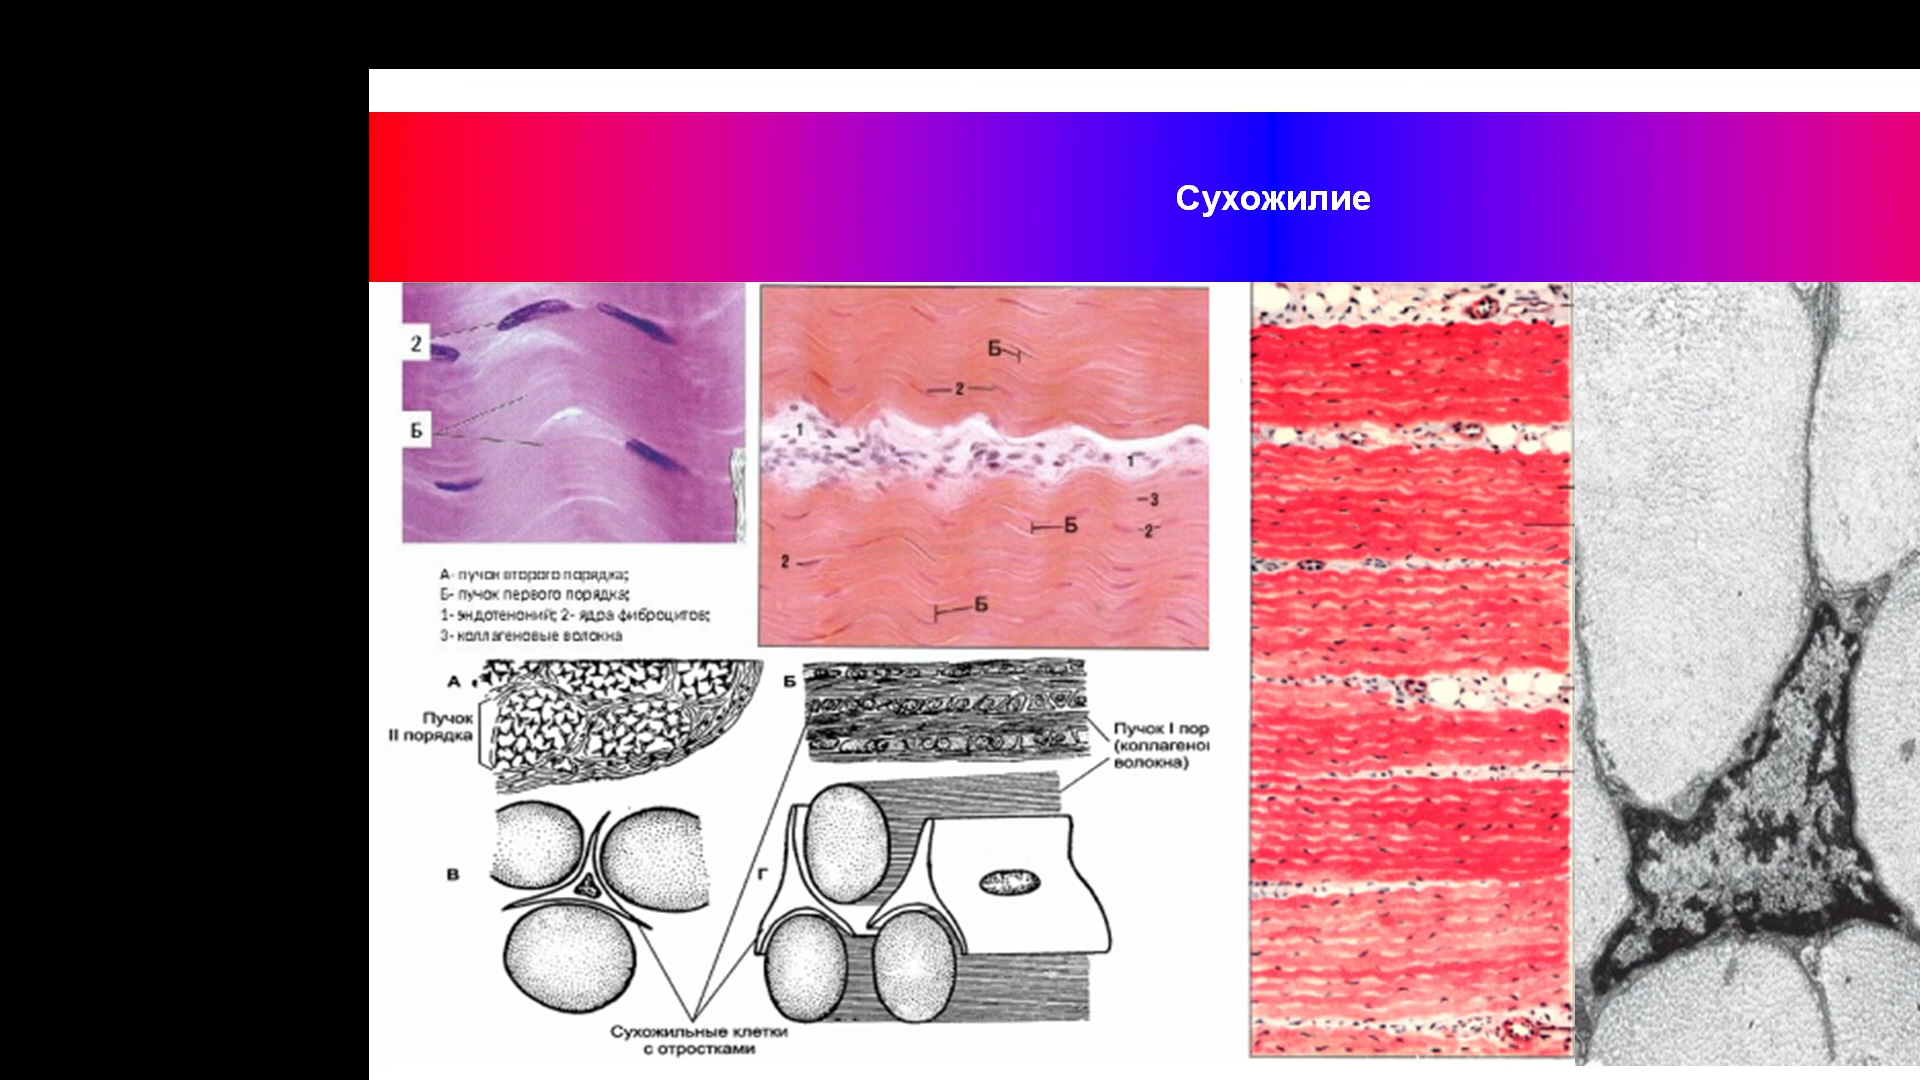 Сухожилие
2
Б
Б
2
1
1
3
Б
2
2
Б
А- пучок второго порядка;
Б- пучок первого порядка;
1- эндотеноний; 2- ядра фиброцитов;
3- коллагеновые волокна
А
Б
Пучок
II порядка
Пучок I пор
(коллагено
волокна)
В
Г
Сухожильные клетки
с отростками